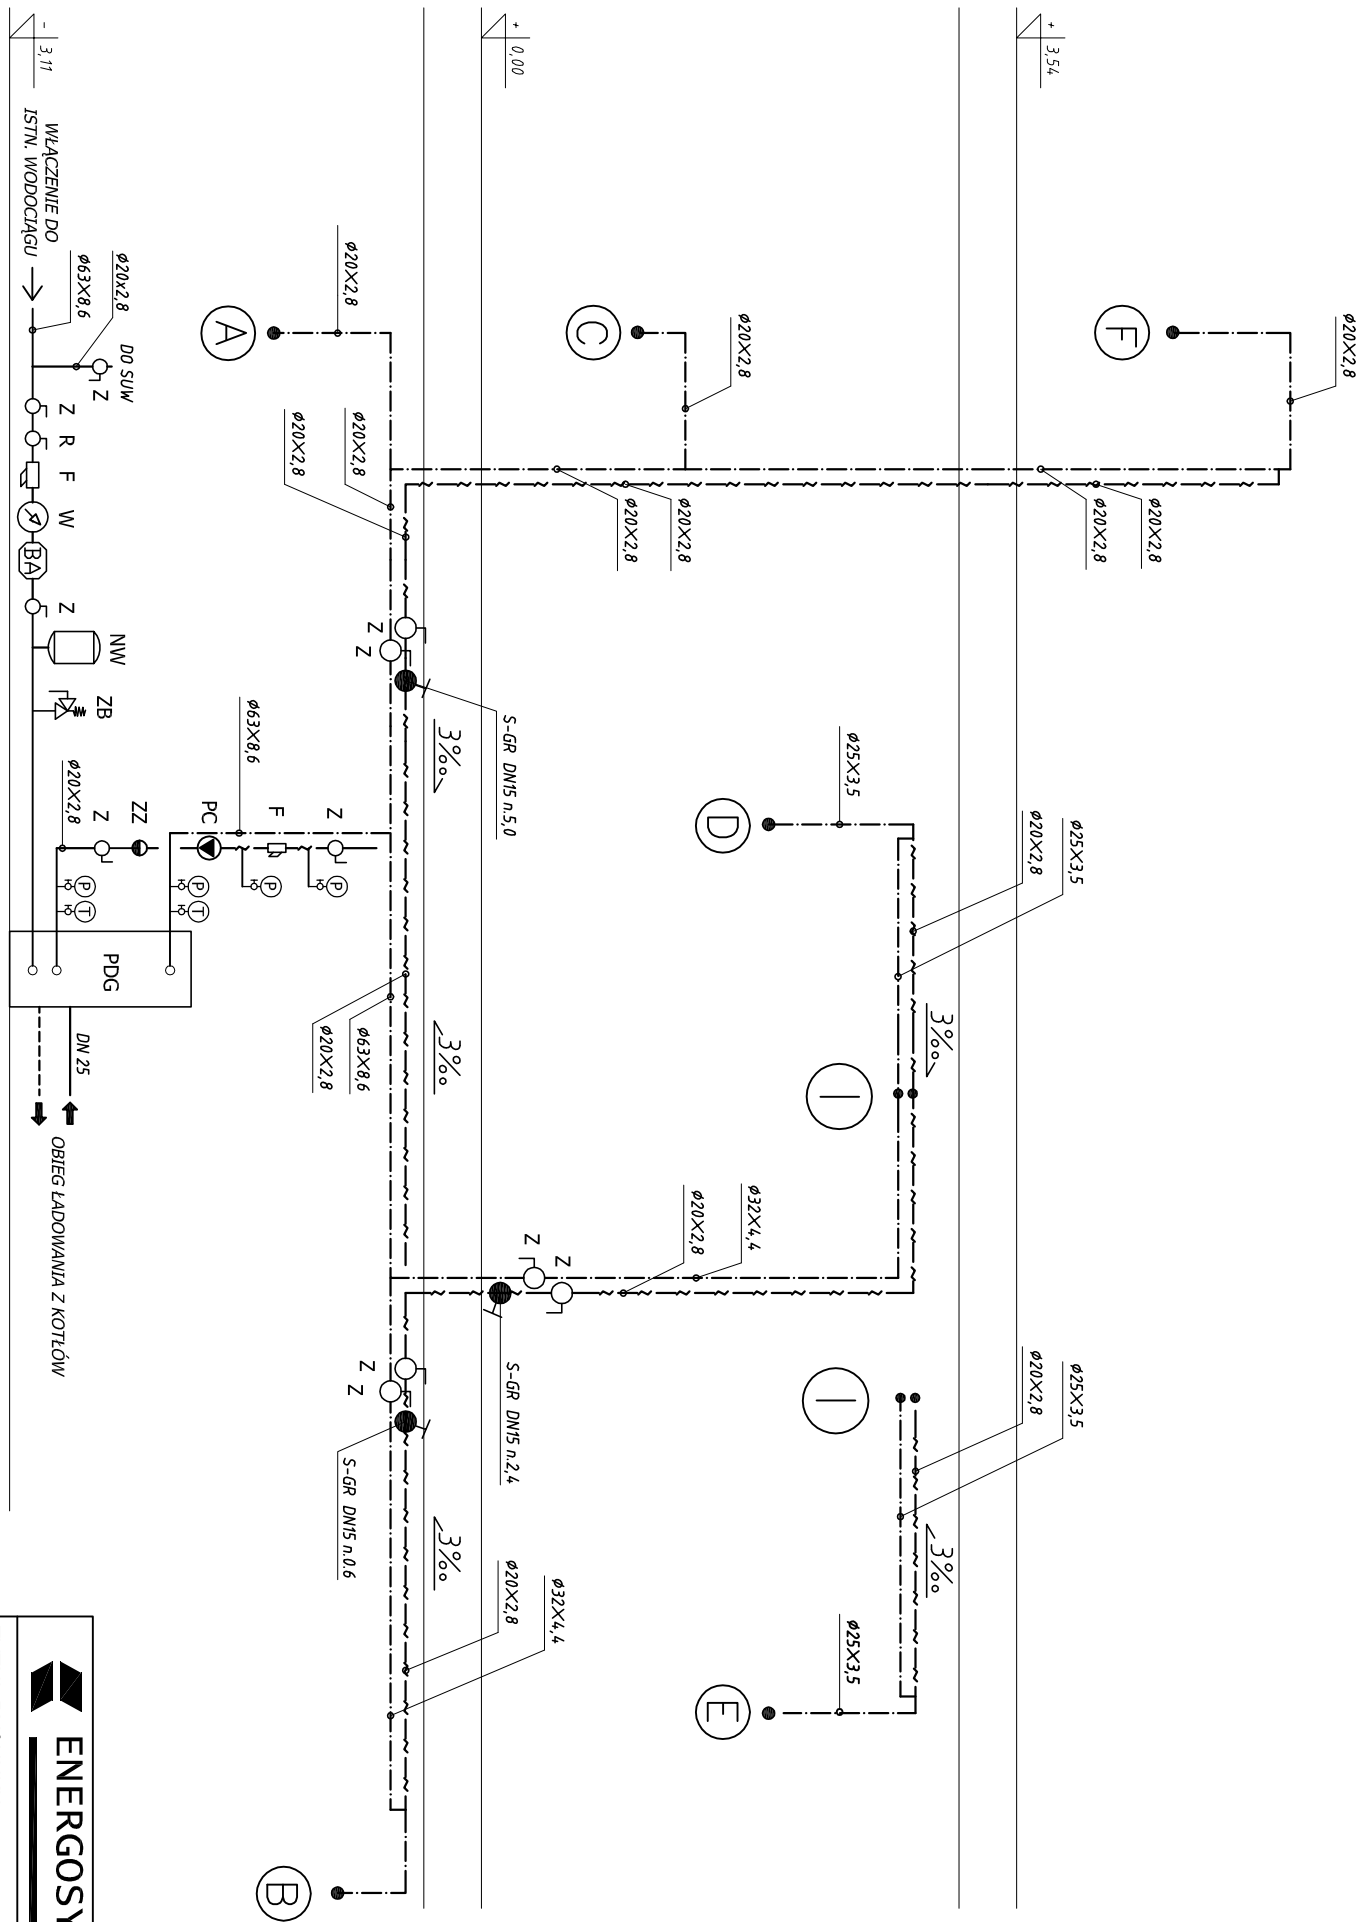 + 3,54
+ 0,00
- 3,11
Ø20X2,8
F
Ø20X2,8
Ø20X2,8
Ø20X2,8
C
Ø20X2,8
Ø20X2,8
Ø20X2,8
A
Ø20X2,8
Ø20X2,8
Z
Z
S-GR DN15 n.5,0
3‰
Ø25X3,5
D
Ø25X3,5
Ø20X2,8
3‰
I
Ø63X8,6
Ø20X2,8
3‰
Ø32X4,4
Ø20X2,8
Z
Z
S-GR DN15 n.2,4
I
Ø25X3,5
Ø20X2,8
3‰
Ø25X3,5
E
Z
Z
S-GR DN15 n.0.6
3‰
Ø32X4,4
Ø20X2,8
B
WŁĄCZENIE DO
ISTN. WODOCIĄGU
Ø63X8,6
Ø20x2,8
DO SUW
Z
Z
R
F
W
BA
Z
NW
ZB
Ø63X8,6
Z
F
PC
ZZ
Z
Ø20X2,8
P
P
P
T
P
T
PDG
DN 25
OBIEG ŁADOWANIA Z KOTŁÓW
ENERGOSY